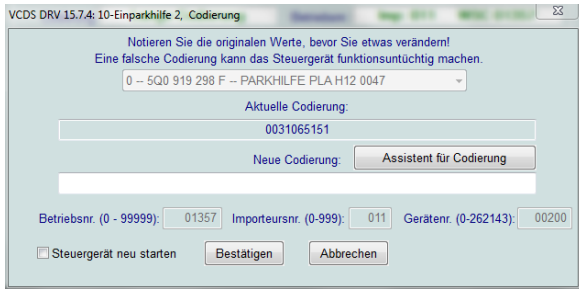 VCDS DRV 15.7.4: 10-Einparkhilfe 2, Codierung
Notieren Sie die originalen Werte, bevor Sie etwas verändern!
Eine falsche Codierung kann das Steuergerät funktionsuntüchtig machen.
0 -- 5Q0 919 298 F -- PARKHILFE PLA H12 0047
Aktuelle Codierung:
0031065151
Neue Codierung: Assistent für Codierung
Betriebsnr. (0 - 99999): 01357 Importeursnr. (0-999): 011 Gerätenr. (0-262143): 00200
Steuergerät neu starten Bestätigen Abbrechen